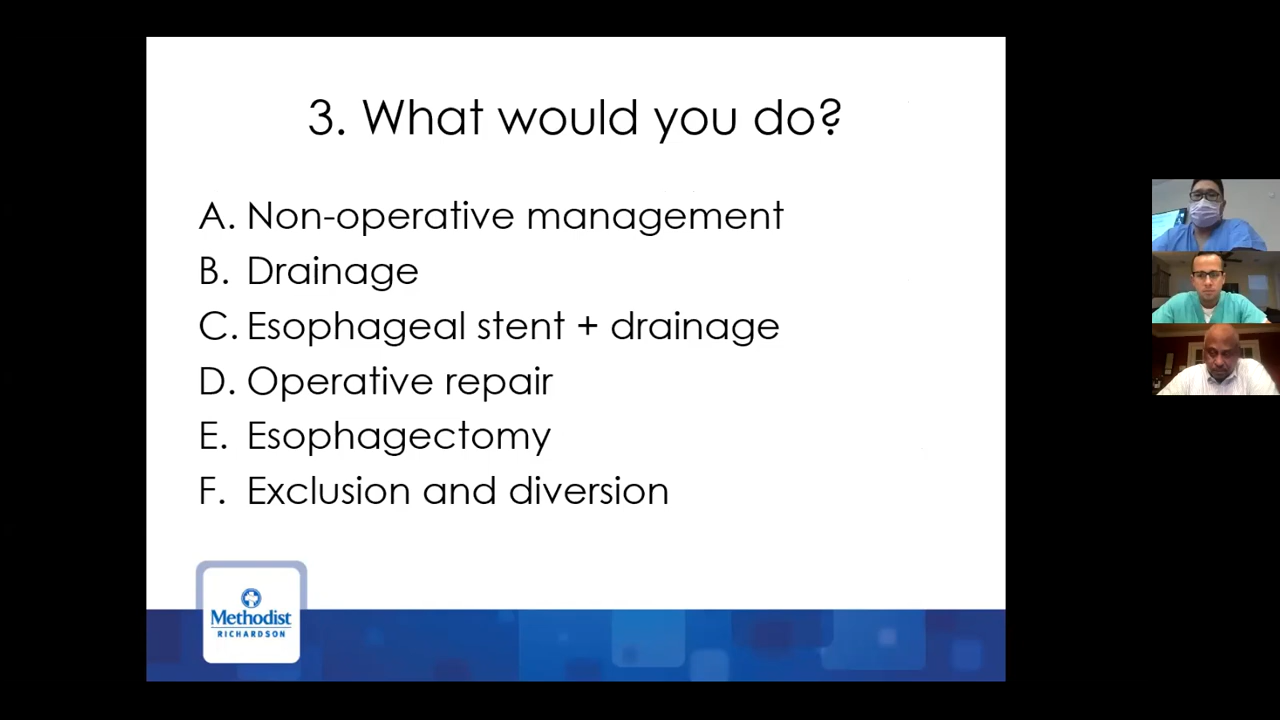 3. What would you do?
A. Non-operative management
B. Drainage
C. Esophageal stent + drainage
D. Operative repair
E. Esophagectomy
F. Exclusion and diversion
Methodist
RICHARDSON